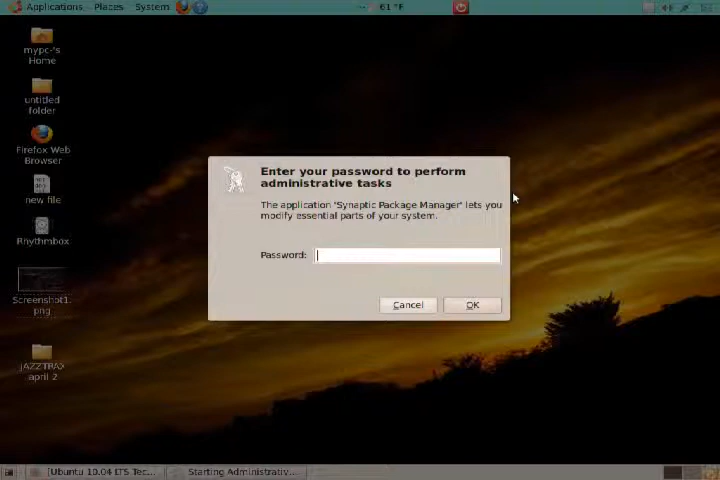 Applications Places System 61 °F
mypc-'s
Home
untitled
folder
Firefox Web
Browser
new file
Rhythmbox
Screenshot1.
png
JAZZTRAX
april 2
Enter your password to perform
administrative tasks
The application 'Synaptic Package Manager' lets you
modify essential parts of your system.
Password:
Cancel OK
[Ubuntu 10.04 LTS Tec... Starting Administrativ...